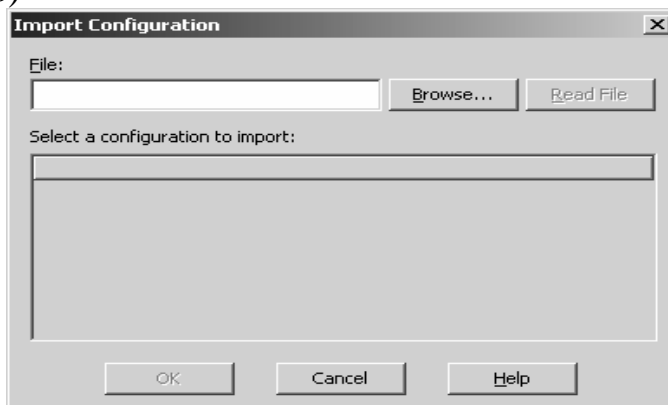 Import Configuration
File:
Browse... Read File
Select a configuration to import:
OK Cancel Help